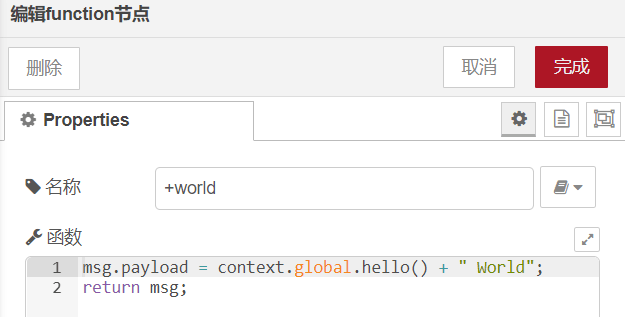 编辑function节点
删除 取消 完成
Properties
名称 +world
函数
1 msg.payload = context.global.hello() + " World";
2 return msg;